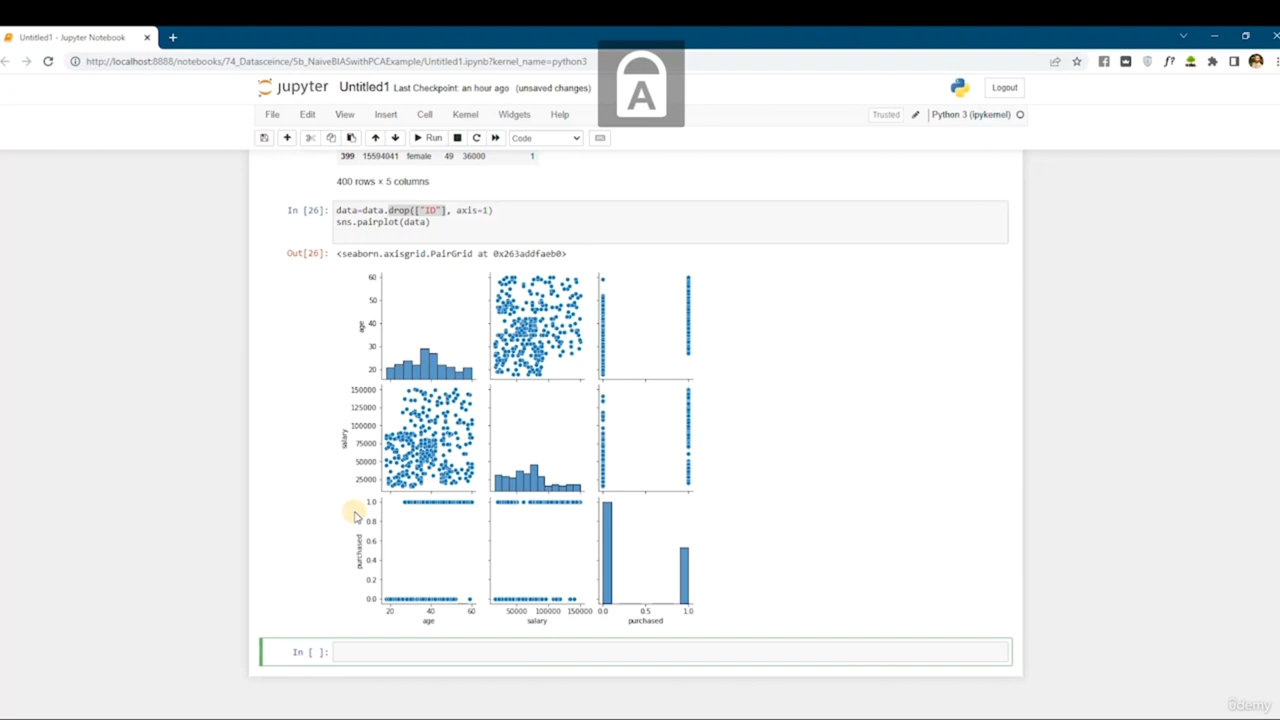 Untitled1 - Jupyter Notebook
http://localhost:8888/notebooks/74_Datasceince/5b_NaiveBIASwithPCAExample/Untitled1.ipynb?kernel_name=python3
A
jupyter Untitled1 Last Checkpoint: an hour ago (unsaved changes)
Logout
File Edit View Insert Cell Kernel Widgets Help
Trusted Python 3 (ipykernel)
Run Code
399 15594041 female 49 36000 1
400 rows × 5 columns
In [26]: data=data.drop(["ID"], axis=1)
sns.pairplot(data)
Out[26]: <seaborn.axisgrid.PairGrid at 0x263addfaeb0>
60
50
40
30
20
age
150000
125000
100000
75000
50000
25000
salary
1.0
0.8
0.6
0.4
0.2
0.0
purchased
20 40 60
50000 100000 150000
0.0 0.5 1.0
age salary purchased
In [ ]:
ûdemy